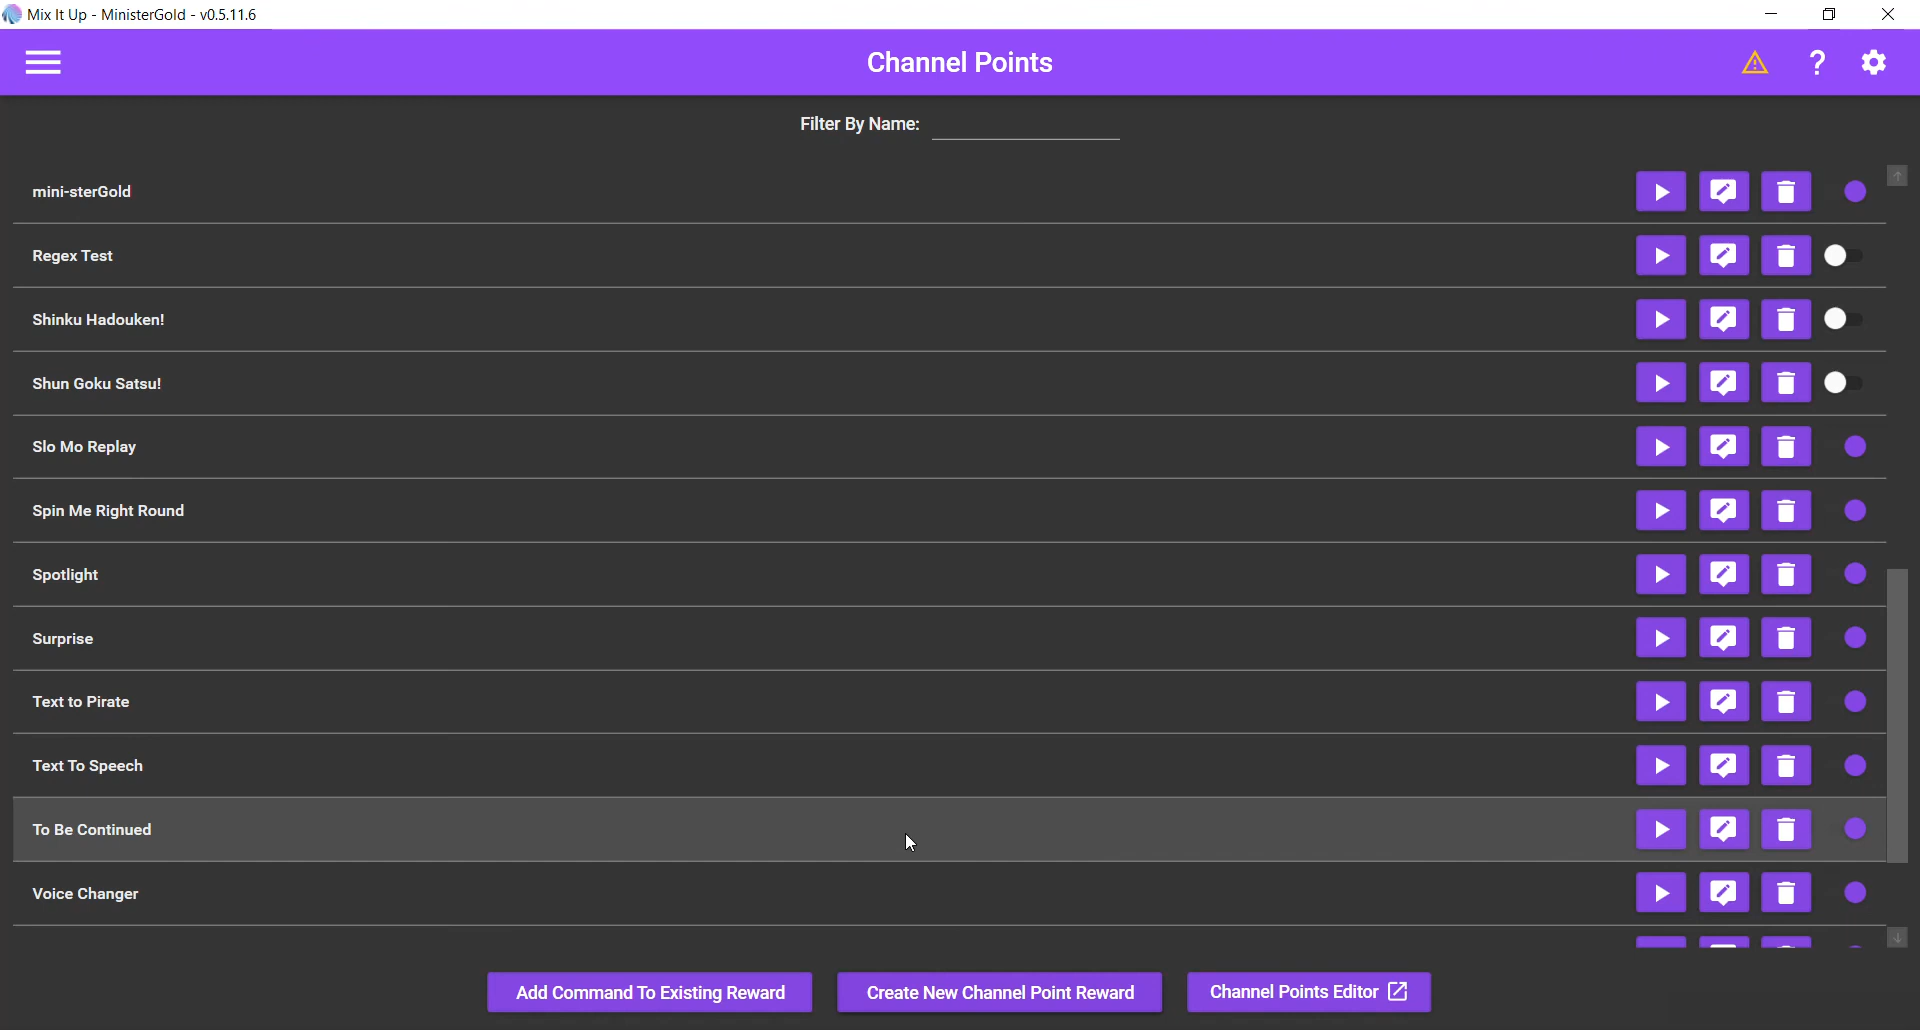 Mix It Up - MinisterGold - v0.5.11.6
Channel Points
Filter By Name:
mini-sterGold
Regex Test
Shinku Hadouken!
Shun Goku Satsu!
Slo Mo Replay
Spin Me Right Round
Spotlight
Surprise
Text to Pirate
Text To Speech
To Be Continued
Voice Changer
Add Command To Existing Reward
Create New Channel Point Reward
Channel Points Editor